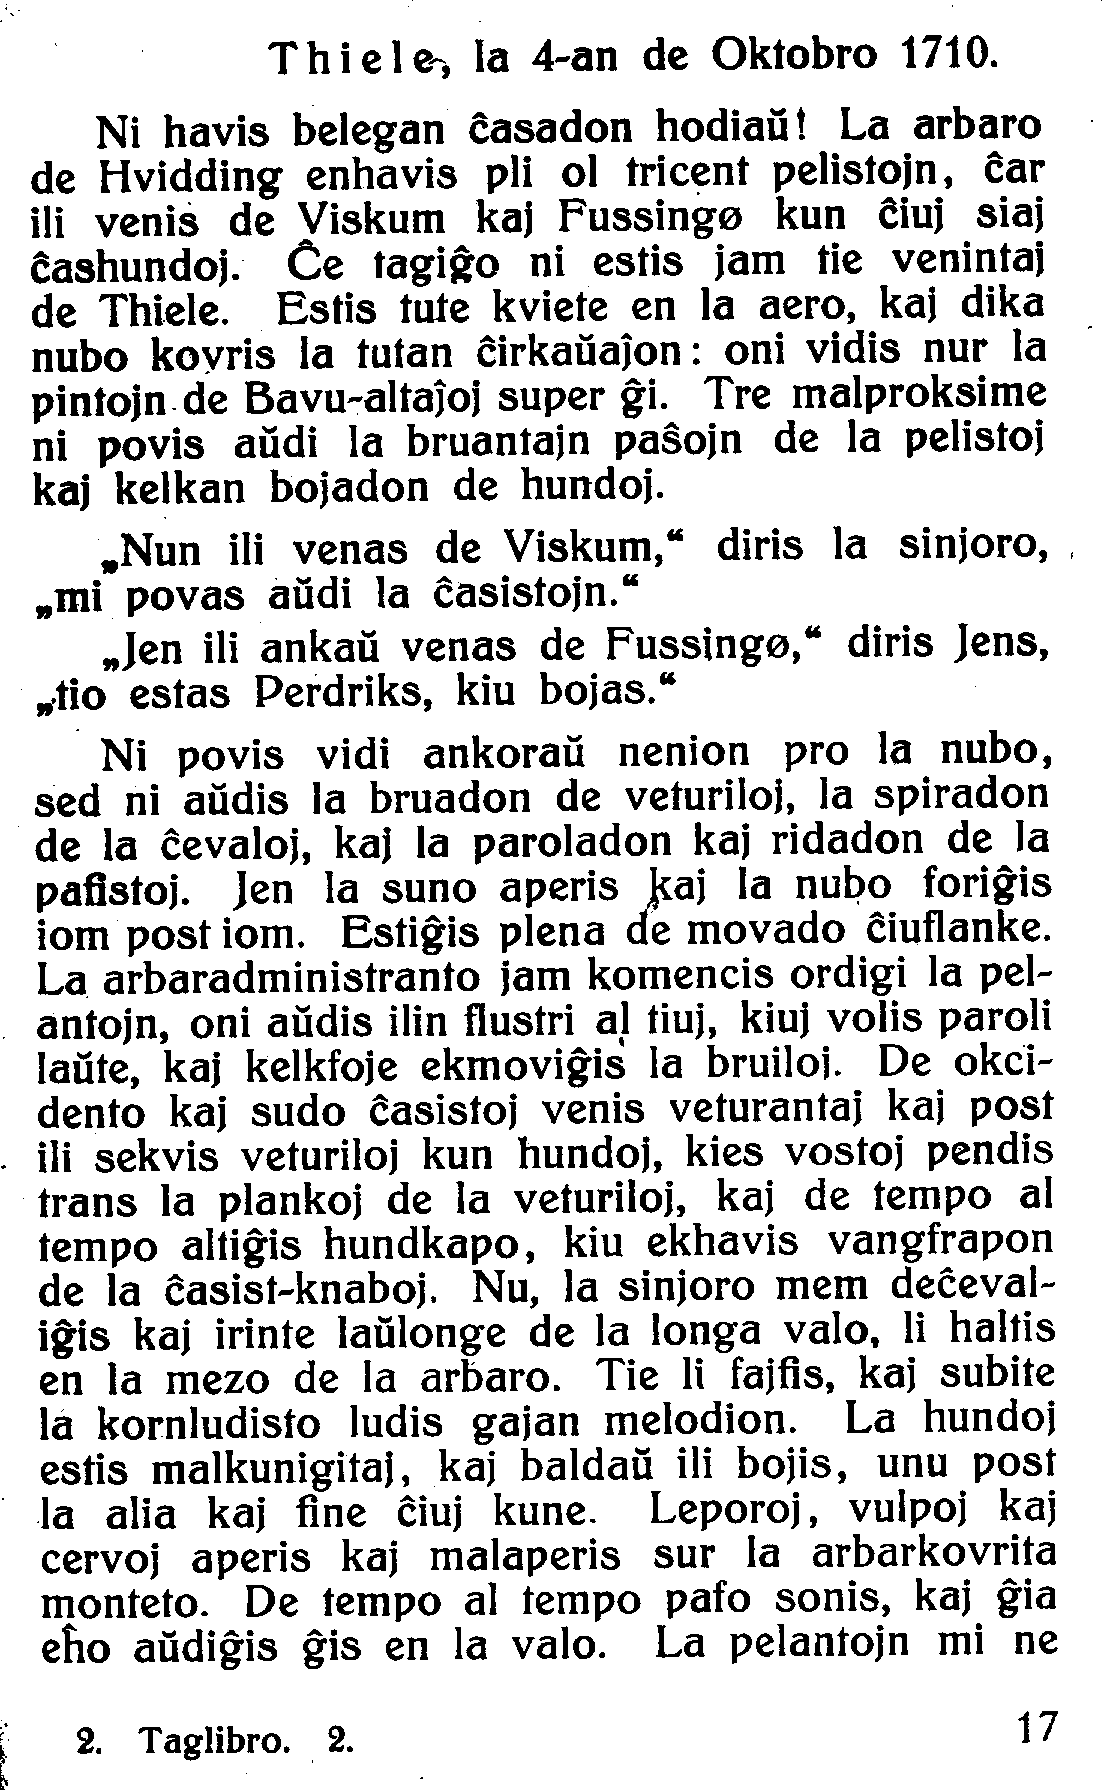 Thiele, la 4-an de Oktobro 1710.
Ni havis belegan ĉasadon hodiaŭ! La arbaro
de Hvidding enhavis pli ol tricent pelistojn, ĉar
ili venis de Viskum kaj Fussingø kun ĉiuj siaj
ĉashundoj. Ĉe tagiĝo ni estis jam tie venintaj
de Thiele. Estis tute kviete en la aero, kaj dika
nubo kovris la tutan ĉirkaŭaĵon: oni vidis nur la
pintojn de Bavu-altaĵoj super ĝi. Tre malproksime
ni povis aŭdi la bruantajn paŝojn de la pelistoj
kaj kelkan bojadon de hundoj.
„Nun ili venas de Viskum,“ diris la sinjoro,
„mi povas aŭdi la ĉasistojn.“
„Jen ili ankaŭ venas de Fussingø,“ diris Jens,
„tio estas Perdriks, kiu bojas.“
Ni povis vidi ankoraŭ nenion pro la nubo,
sed ni aŭdis la bruadon de veturiloj, la spiradon
de la ĉevaloj, kaj la paroladon kaj ridadon de la
pafistoj. Jen la suno aperis kaj la nubo foriĝis
iom post iom. Estiĝis plena de movado ĉiuflanke.
La arbaradministranto jam komencis ordigi la pel-
antojn, oni aŭdis ilin flustri al tiuj, kiuj volis paroli
laŭte, kaj kelkfoje ekmoviĝis la bruiloj. De okci-
dento kaj sudo ĉasistoj venis veturantaj kaj post
ili sekvis veturiloj kun hundoj, kies vostoj pendis
trans la plankoj de la veturiloj, kaj de tempo al
tempo altiĝis hundkapo, kiu ekhavis vangfrapon
de la ĉasist-knaboj. Nu, la sinjoro mem deĉeval-
iĝis kaj irinte laŭlonge de la longa valo, li haltis
en la mezo de la arbaro. Tie li fajfis, kaj subite
la kornludisto ludis gajan melodion. La hundoj
estis malkunigitaj, kaj baldaŭ ili bojis, unu post
la alia kaj fine ĉiuj kune. Leporoj, vulpoj kaj
cervoj aperis kaj malaperis sur la arbarkovrita
monteto. De tempo al tempo pafo sonis, kaj ĝia
eĥo aŭdiĝis ĝis en la valo. La pelantojn mi ne
2. Taglibro. 2.
17